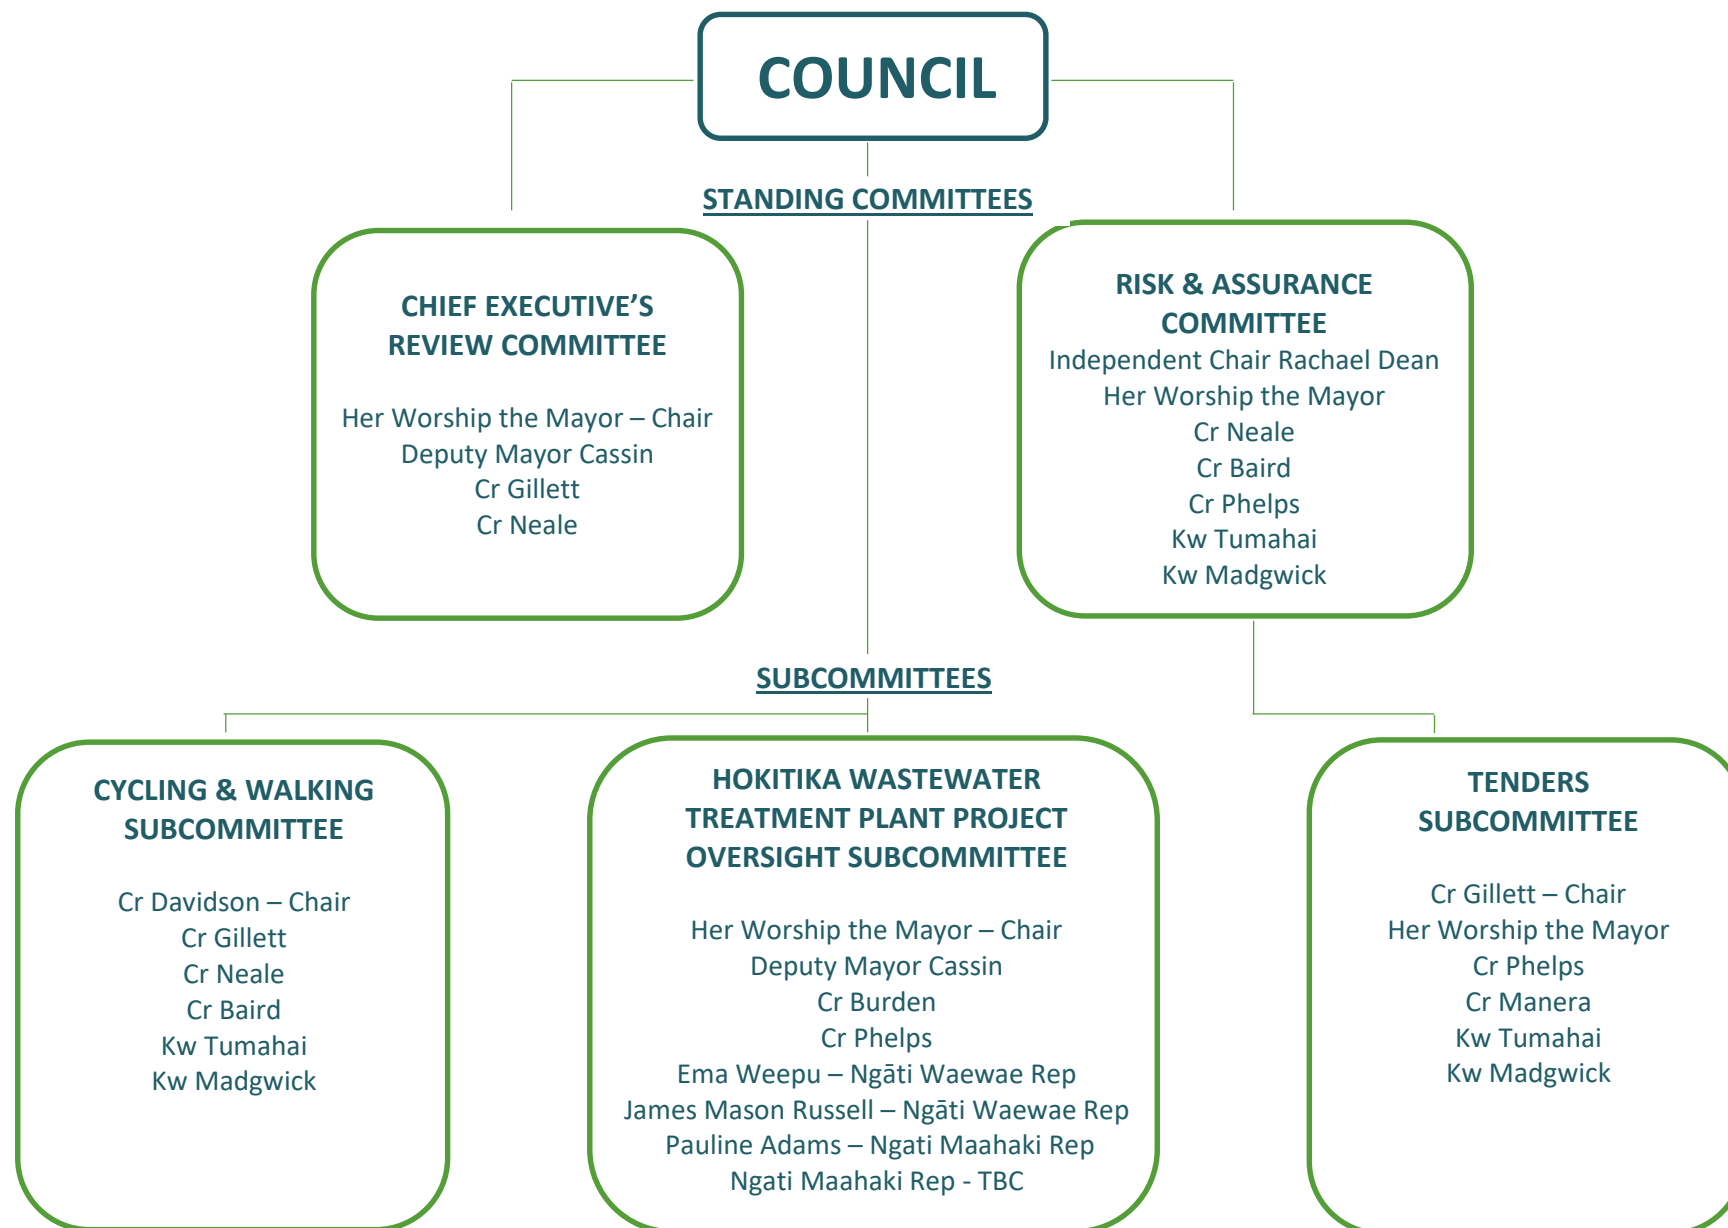 COUNCIL
STANDING COMMITTEES
CHIEF EXECUTIVE’S
REVIEW COMMITTEE
Her Worship the Mayor – Chair
Deputy Mayor Cassin
Cr Gillett
Cr Neale
RISK & ASSURANCE
COMMITTEE
Independent Chair Rachael Dean
Her Worship the Mayor
Cr Neale
Cr Baird
Cr Phelps
Kw Tumahai
Kw Madgwick
SUBCOMMITTEES
CYCLING & WALKING
SUBCOMMITTEE
Cr Davidson – Chair
Cr Gillett
Cr Neale
Cr Baird
Kw Tumahai
Kw Madgwick
HOKITIKA WASTEWATER
TREATMENT PLANT PROJECT
OVERSIGHT SUBCOMMITTEE
Her Worship the Mayor – Chair
Deputy Mayor Cassin
Cr Burden
Cr Phelps
Ema Weepu – Ngāti Waewae Rep
James Mason Russell – Ngāti Waewae Rep
Pauline Adams – Ngati Maahaki Rep
Ngati Maahaki Rep - TBC
TENDERS
SUBCOMMITTEE
Cr Gillett – Chair
Her Worship the Mayor
Cr Phelps
Cr Manera
Kw Tumahai
Kw Madgwick